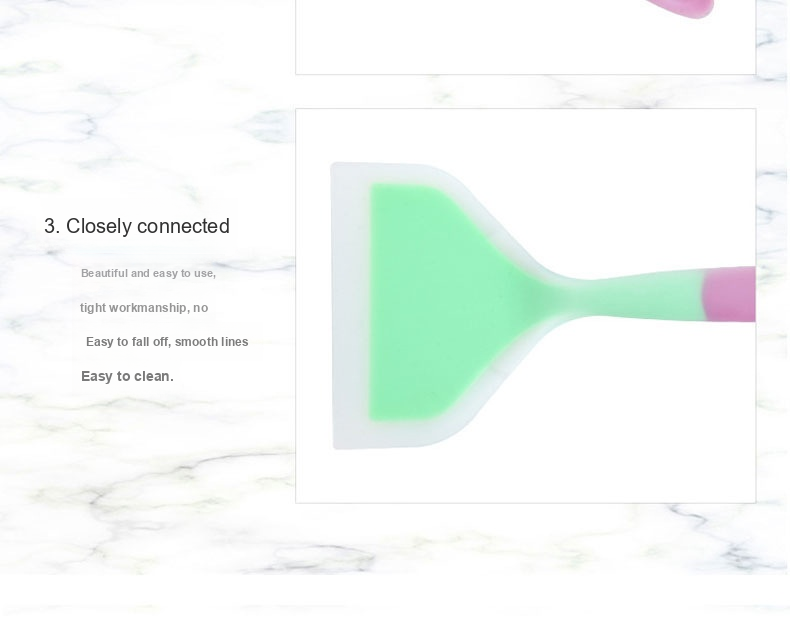 3. Closely connected
Beautiful and easy to use,
tight workmanship, no
Easy to fall off, smooth lines
Easy to clean.